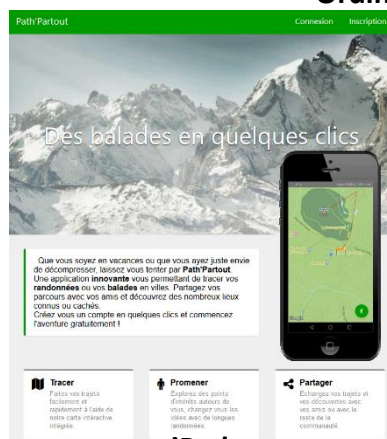 Path'Partout Connexion Inscription
Des balades en quelques clics
Que vous soyez en vacances ou que vous ayez juste envie
de décompresser, laissez vous tenter par Path'Partout.
Une application innovante vous permettant de tracer vos
randonnées ou vos balades en villes. Partagez vos
parcours avec vos amis et découvrez des nombreux lieux
connus ou cachés.
Créez vous un compte en quelques clics et commencez
l'aventure gratuitement !
Tracer
Faites vos trajets
facilement et
rapidement à l'aide de
notre carte interactive
intégrée
Promener
Explorez des points
d'intérêts autours de
vous, changez vous les
idées avec de longues
randonnées
Partager
Echangez vos trajets et
vos découvertes avec
vos amis ou avec le
reste de la
communauté